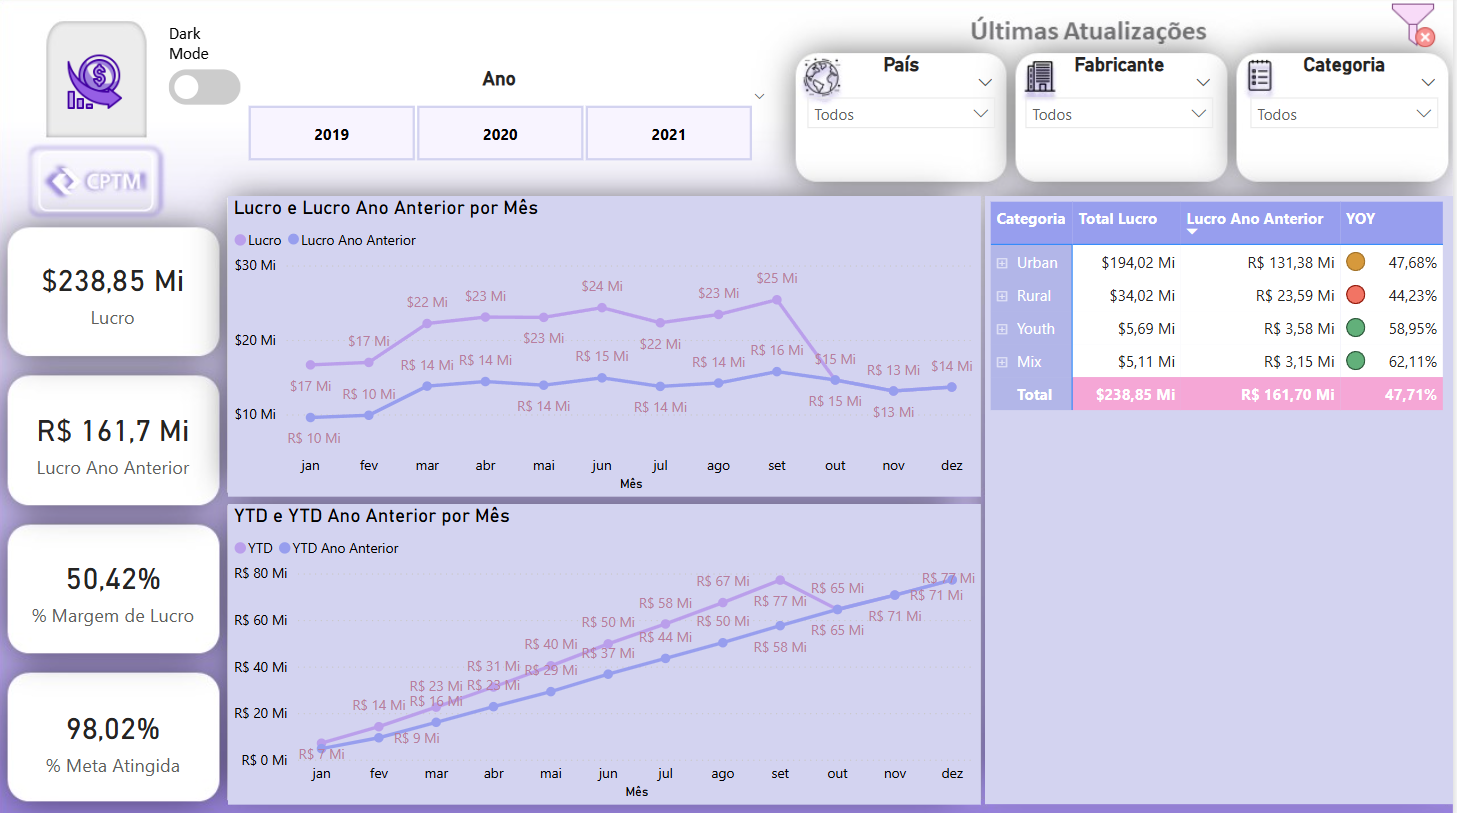 Dark
Mode
CPTM
Ano
2019
2020
2021
Últimas Atualizações
País
Todos
Fabricante
Todos
Categoria
Todos
$238,85 Mi
Lucro
R$ 161,7 Mi
Lucro Ano Anterior
50,42%
% Margem de Lucro
98,02%
% Meta Atingida
Lucro e Lucro Ano Anterior por Mês
Lucro Lucro Ano Anterior
$30 Mi
$20 Mi
$10 Mi
$17 Mi
$17 Mi
$22 Mi
$23 Mi
$23 Mi
$24 Mi
$22 Mi
$23 Mi
$25 Mi
$15 Mi
$13 Mi
$14 Mi
R$ 10 Mi
R$ 10 Mi
R$ 14 Mi
R$ 14 Mi
R$ 14 Mi
R$ 15 Mi
R$ 14 Mi
R$ 14 Mi
R$ 16 Mi
R$ 15 Mi
R$ 13 Mi
jan fev mar abr mai jun jul ago set out nov dez
Mês
YTD e YTD Ano Anterior por Mês
YTD YTD Ano Anterior
R$ 80 Mi
R$ 60 Mi
R$ 40 Mi
R$ 20 Mi
R$ 0 Mi
R$ 7 Mi
R$ 14 Mi
R$ 23 Mi
R$ 31 Mi
R$ 40 Mi
R$ 50 Mi
R$ 58 Mi
R$ 67 Mi
R$ 77 Mi
R$ 65 Mi
R$ 71 Mi
R$ 77 Mi
R$ 9 Mi
R$ 16 Mi
R$ 23 Mi
R$ 29 Mi
R$ 37 Mi
R$ 44 Mi
R$ 50 Mi
R$ 58 Mi
R$ 65 Mi
R$ 71 Mi
jan fev mar abr mai jun jul ago set out nov dez
Mês
Categoria Total Lucro Lucro Ano Anterior YOY
Urban $194,02 Mi R$ 131,38 Mi 47,68%
Rural $34,02 Mi R$ 23,59 Mi 44,23%
Youth $5,69 Mi R$ 3,58 Mi 58,95%
Mix $5,11 Mi R$ 3,15 Mi 62,11%
Total $238,85 Mi R$ 161,70 Mi 47,71%